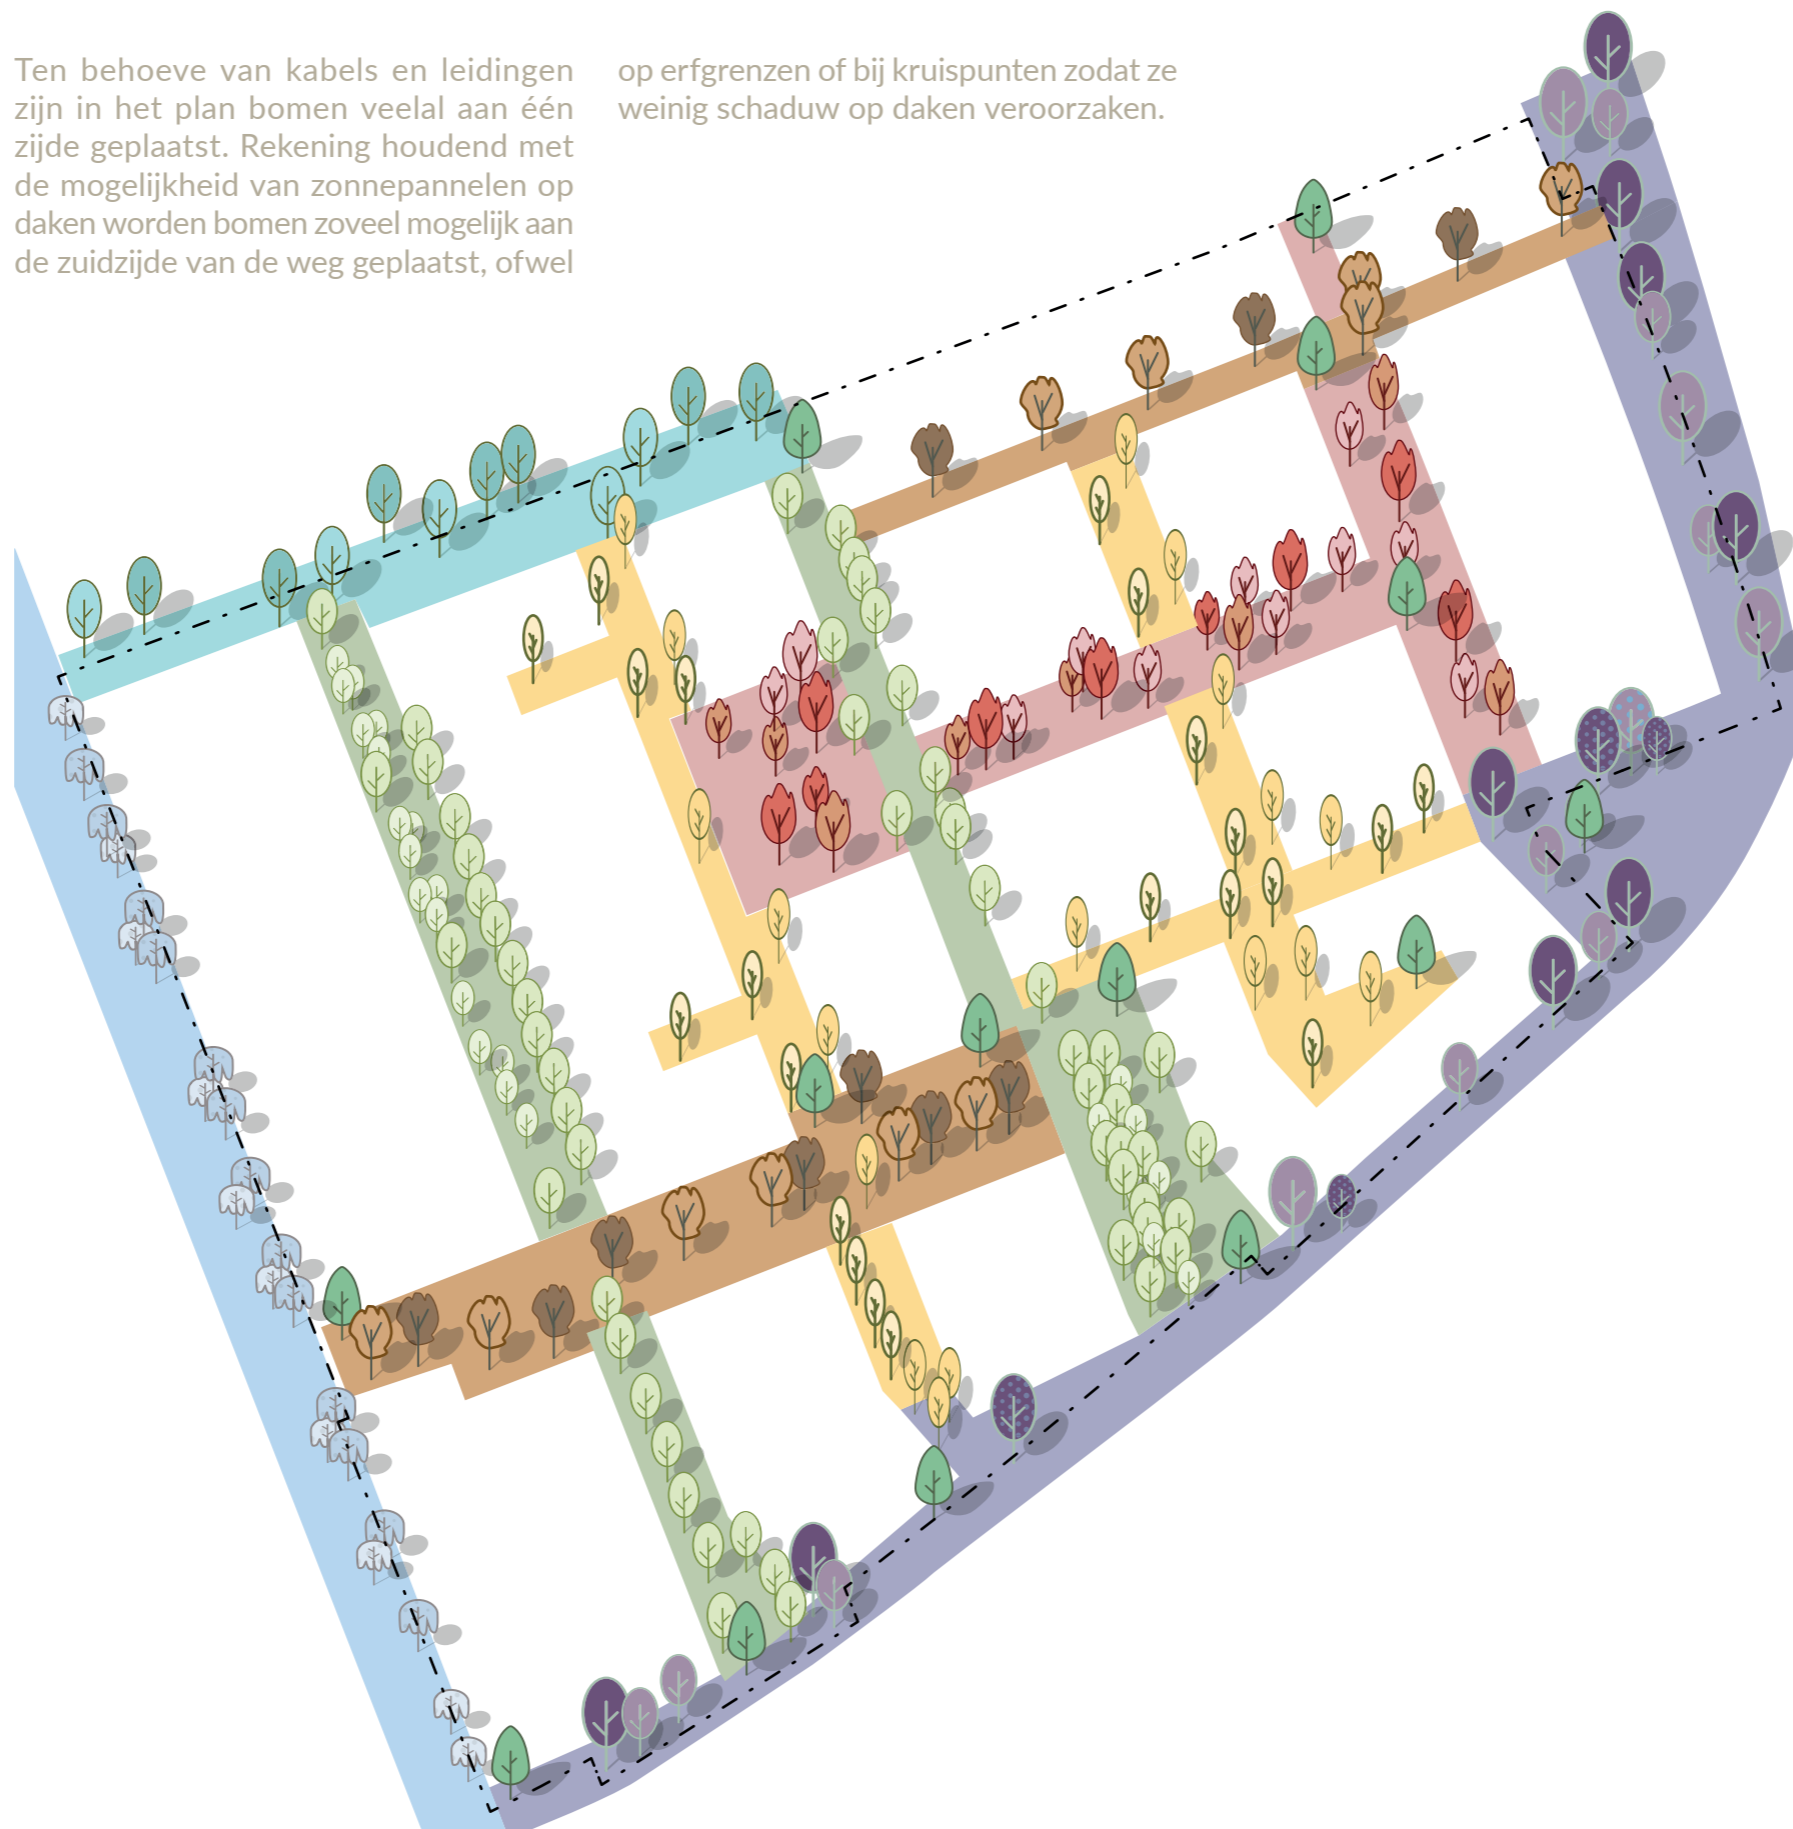 Ten behoeve van kabels en leidingen
zijn in het plan bomen veelal aan één
zijde geplaatst. Rekening houdend met
de mogelijkheid van zonnepannelen op
daken worden bomen zoveel mogelijk aan
de zuidzijde van de weg geplaatst, ofwel
op erfgrenzen of bij kruispunten zodat ze
weinig schaduw op daken veroorzaken.